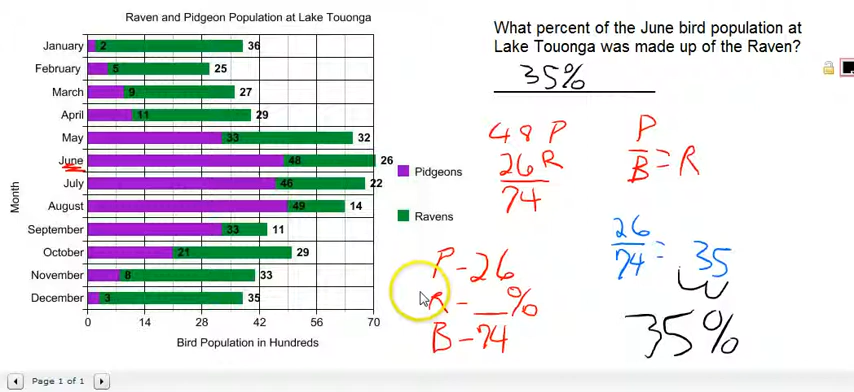 Raven and Pidgeon Population at Lake Touonga
January 2 36
February 5 25
March 9 27
April 11 29
May 33 32
June 48 26
July 46 22
August 49 14
September 33 11
October 21 29
November 8 33
December 3 35
0 14 28 42 56 70
Bird Population in Hundreds
Month
Pidgeons
Ravens
What percent of the June bird population at
Lake Touonga was made up of the Raven?
35%
48 P
26 R
74
P
B = R
26
74 = .35
35%
P - 26
R - __%
B - 74
Page 1 of 1